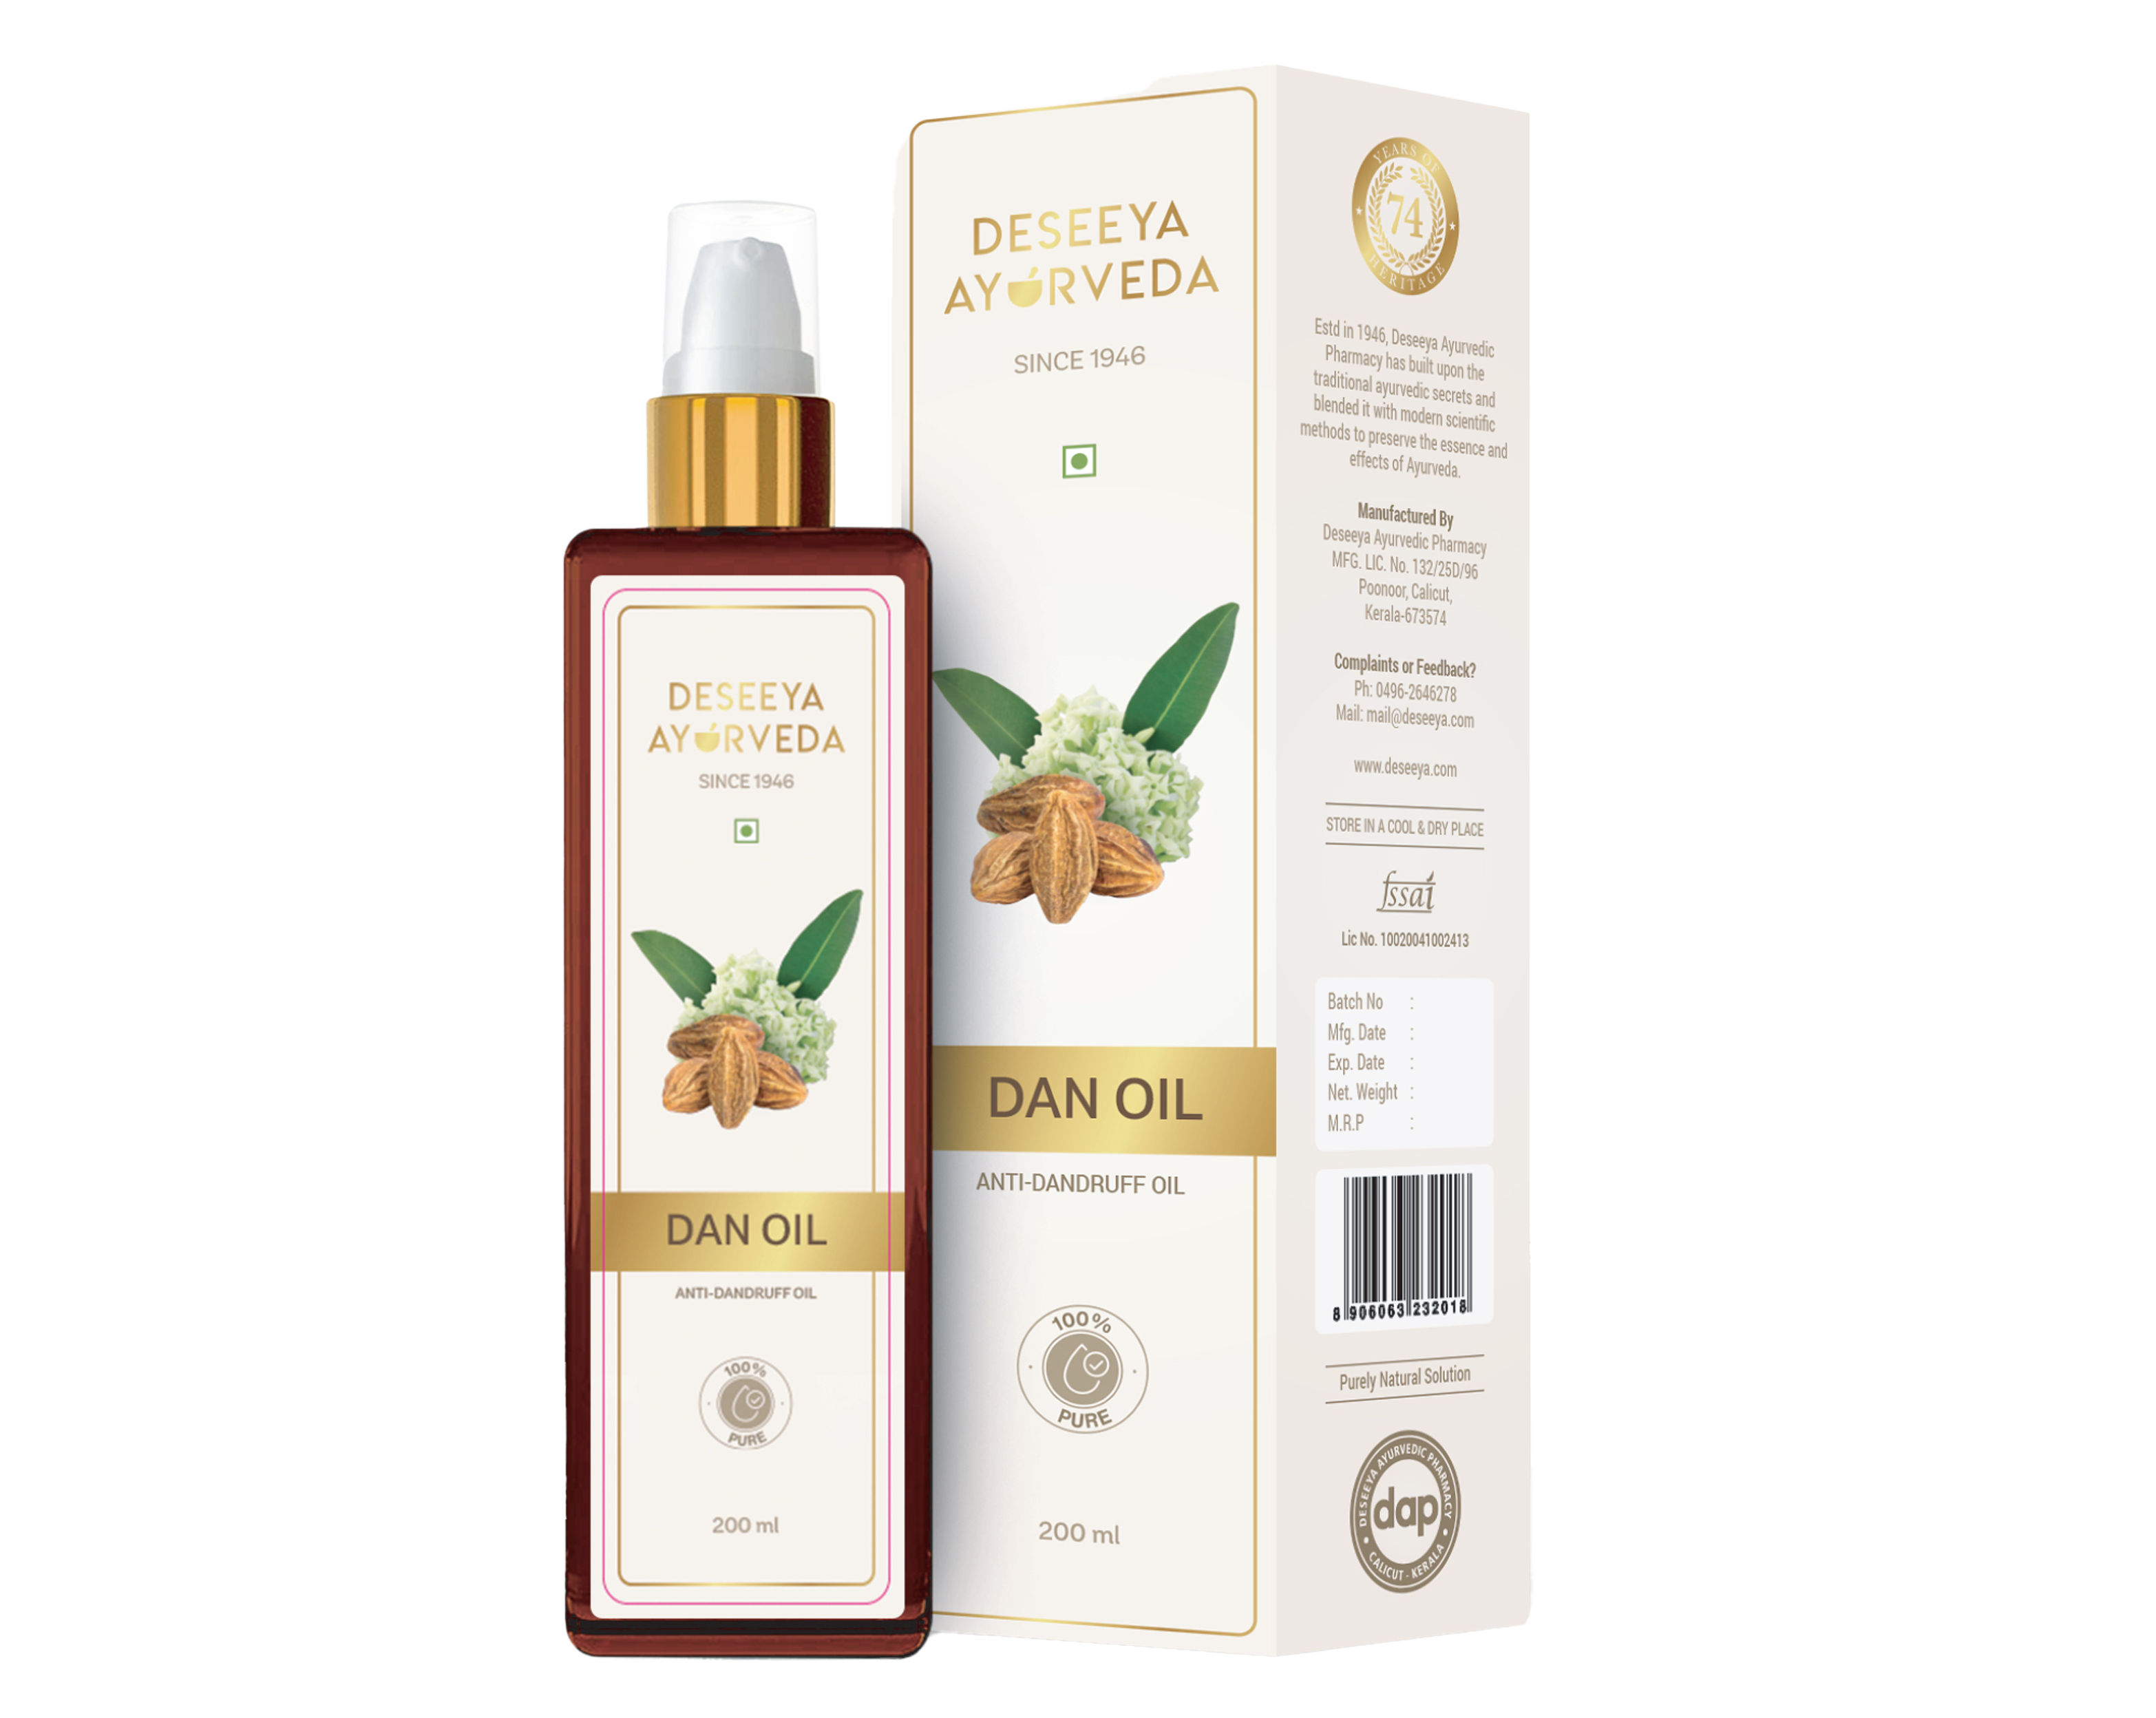 DESEEYA
AYURVEDA
SINCE 1946
DAN OIL
ANTI-DANDRUFF OIL
100%
PURE
200 ml
DESEEYA
AYURVEDA
SINCE 1946
DAN OIL
ANTI-DANDRUFF OIL
100%
PURE
200 ml
YEARS OF
74
HERITAGE
Estd in 1946, Deseeya Ayurvedic
Pharmacy has built upon the
traditional ayurvedic secrets and
blended it with modern scientific
methods to preserve the essence and
effects of Ayurveda.
Manufactured By
Deseeya Ayurvedic Pharmacy
MFG. LIC. No. 132/25D/96
Poonoor, Calicut,
Kerala-673574
Complaints or Feedback?
Ph: 0496-2646278
Mail: mail@deseeya.com
www.deseeya.com
STORE IN A COOL & DRY PLACE
fssai
Lic No. 10020041002413
Batch No :
Mfg. Date :
Exp. Date :
Net. Weight :
M.R.P :
8 906063 232018
Purely Natural Solution
DESEEYA AYURVEDIC PHARMACY
dap
CALICUT - KERALA